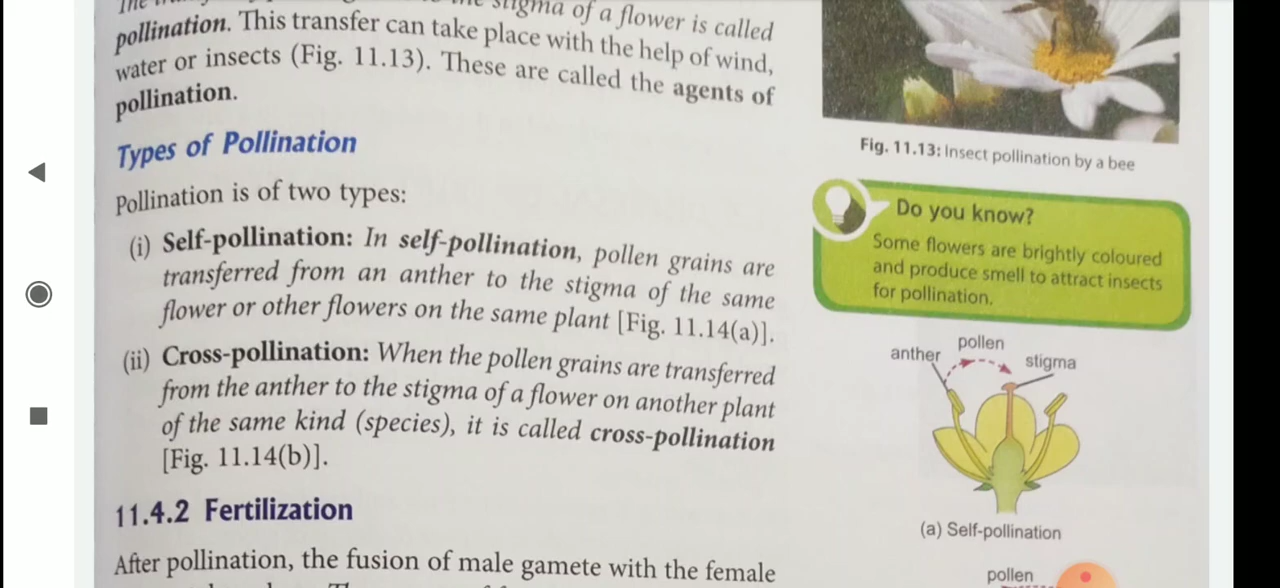 stigma of a flower is called
pollination. This transfer can take place with the help of wind,
water or insects (Fig. 11.13). These are called the agents of
pollination.
Types of Pollination
Pollination is of two types:
(i) Self-pollination: In self-pollination, pollen grains are
transferred from an anther to the stigma of the same
flower or other flowers on the same plant [Fig. 11.14(a)].
(ii) Cross-pollination: When the pollen grains are transferred
from the anther to the stigma of a flower on another plant
of the same kind (species), it is called cross-pollination
[Fig. 11.14(b)].
11.4.2 Fertilization
After pollination, the fusion of male gamete with the female
Fig. 11.13: Insect pollination by a bee
Do you know?
Some flowers are brightly coloured
and produce smell to attract insects
for pollination.
pollen
anther
stigma
(a) Self-pollination
pollen